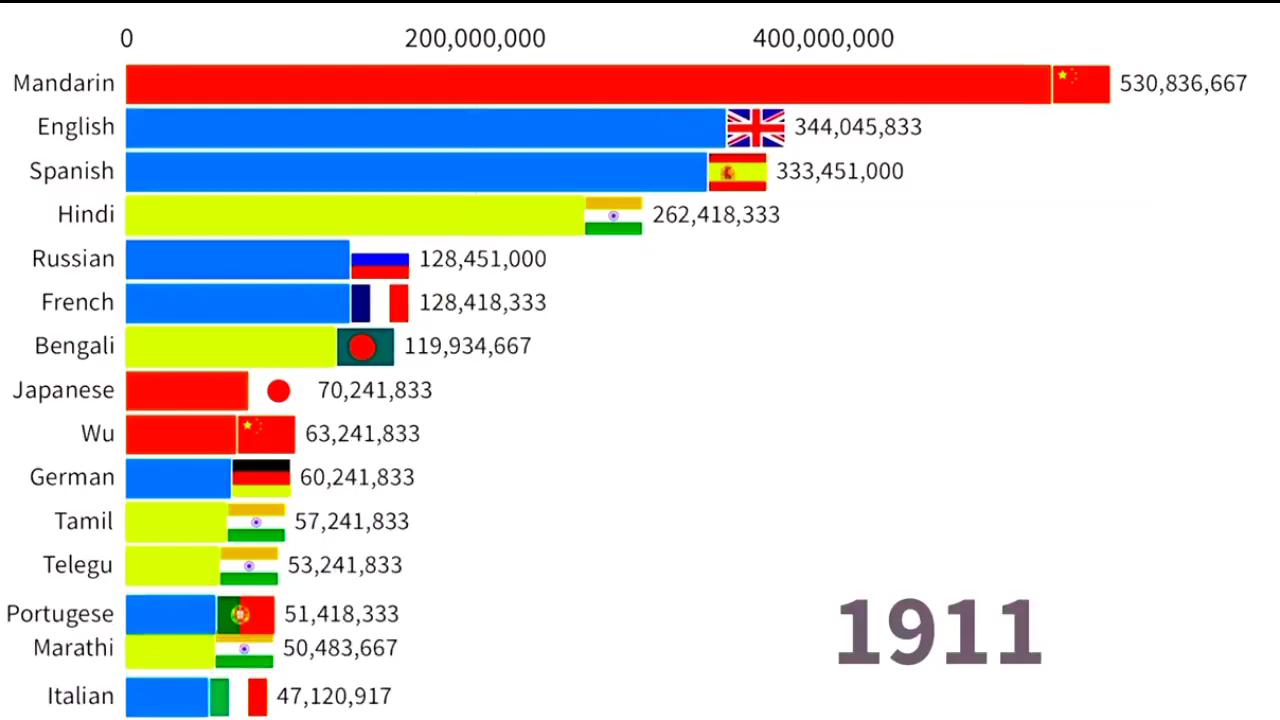 0 200,000,000 400,000,000
Mandarin 530,836,667
English 344,045,833
Spanish 333,451,000
Hindi 262,418,333
Russian 128,451,000
French 128,418,333
Bengali 119,934,667
Japanese 70,241,833
Wu 63,241,833
German 60,241,833
Tamil 57,241,833
Telegu 53,241,833
Portugese 51,418,333
Marathi 50,483,667
Italian 47,120,917
1911